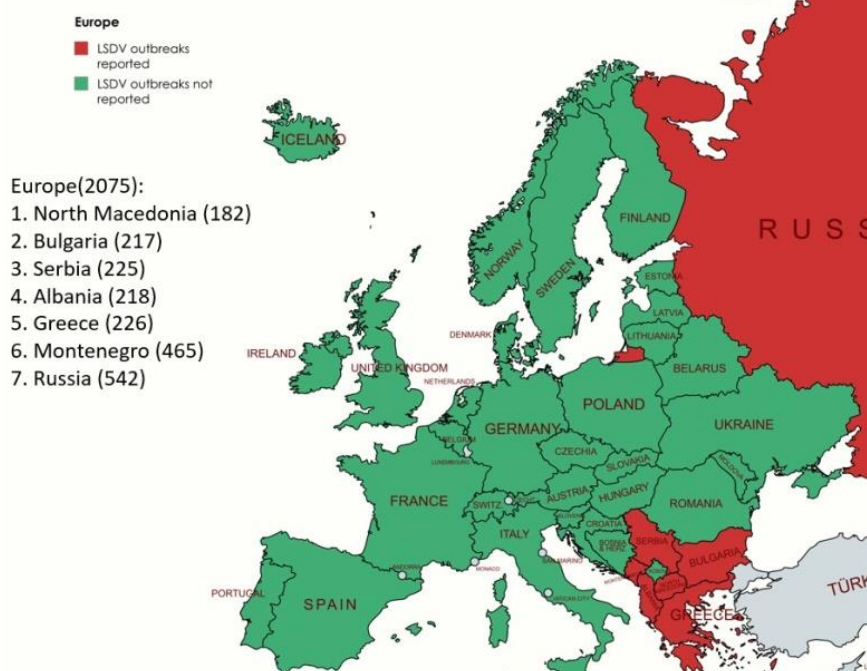 Europe
LSDV outbreaks
reported
LSDV outbreaks not
reported
ICELAND
Europe(2075):
1. North Macedonia (182)
2. Bulgaria (217)
3. Serbia (225)
4. Albania (218)
5. Greece (226)
6. Montenegro (465)
7. Russia (542)
FINLAND
RUSS
NORWAY
SWEDEN
ESTONIA
LATVIA
DENMARK
LITHUANIA
IRELAND
UNITED KINGDOM
BELARUS
NETHERLANDS
POLAND
GERMANY
UKRAINE
BELGIUM
CZECHIA
LUXEMBOURG
SLOVAKIA
MOLDOVA
FRANCE
AUSTRIA
HUNGARY
SWITZ.
ROMANIA
SLOVENIA
CROATIA
ITALY
BOSNIA
& HERZ.
SERBIA
SAN MARINO
BULGARIA
ANDORRA
MONACO
PORTUGAL
SPAIN
VATICAN CITY
ALBANIA
GREECE
TÜRK